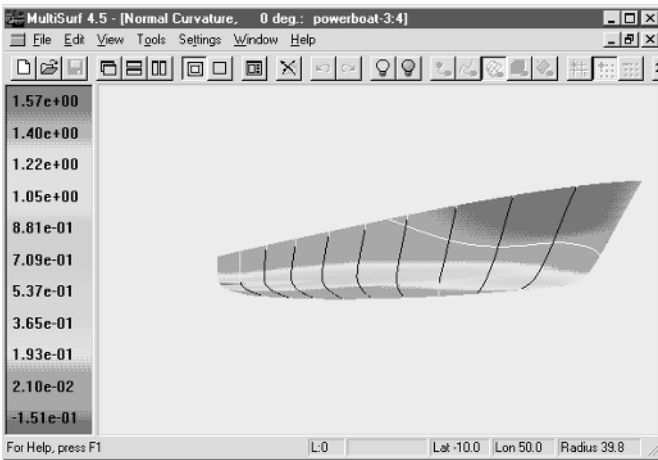 MultiSurf 4.5 - [Normal Curvature, 0 deg.: powerboat-3:4]
File Edit View Tools Settings Window Help
1.57e+00
1.40e+00
1.22e+00
1.05e+00
8.81e-01
7.09e-01
5.37e-01
3.65e-01
1.93e-01
2.10e-02
-1.51e-01
For Help, press F1 L:0 Lat -10.0 Lon 50.0 Radius 39.8